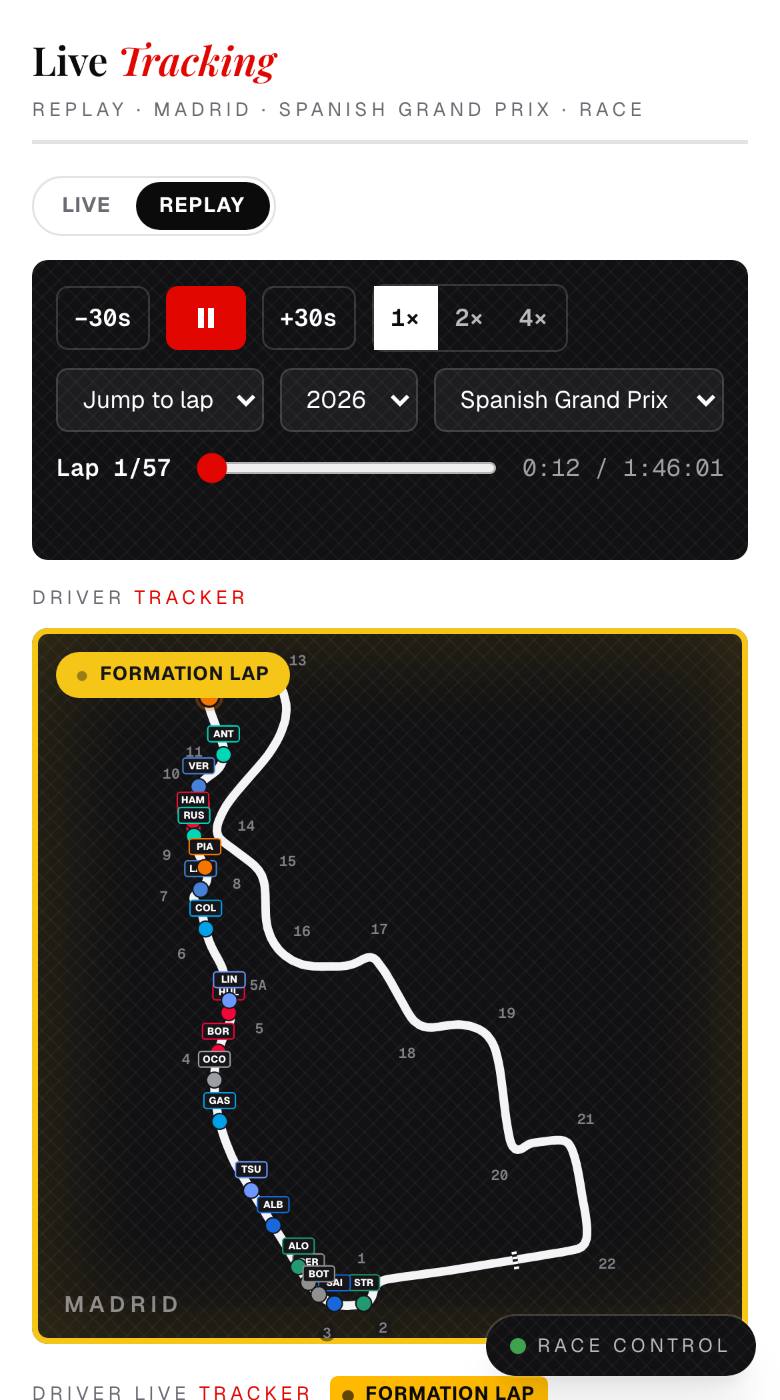 Live Tracking
REPLAY · MADRID · SPANISH GRAND PRIX · RACE
LIVE REPLAY
−30s +30s 1× 2× 4×
Jump to lap 2026 Spanish Grand Prix
Lap 1/57 0:12 / 1:46:01
DRIVER TRACKER
FORMATION LAP
13
ANT
11
VER
10
HAM
RUS
14
PIA
9
15
8
7
COL
6
16
17
LIN
5A
19
BOR
5
18
4 OCO
GAS
21
TSU
20
ALB
ALO
1
22
BOT
SAI STR
MADRID
3
2
RACE CONTROL
DRIVER LIVE TRACKER FORMATION LAP